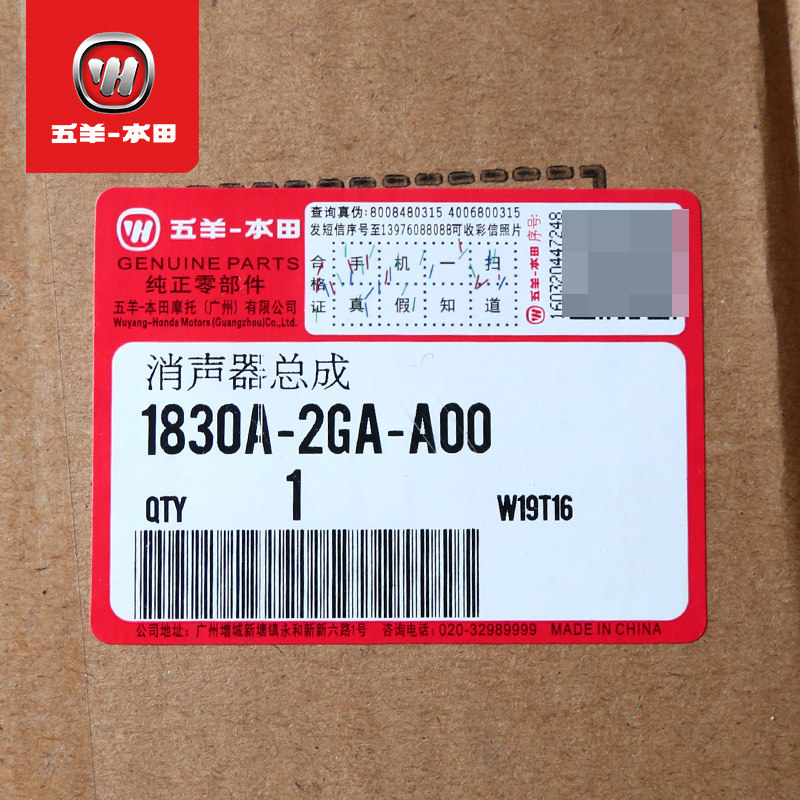 五羊-本田
五羊-本田
GENUINE PARTS
纯正零部件
五羊-本田摩托（广州）有限公司
Wuyang-Honda Motors (Guangzhou)Co.,Ltd.
查询真伪:8008480315 4006800315
发短信序号至13976088088可收彩信照片
合格证
手机一扫
真假知道
五羊-本田 序号:
160320447248
消声器总成
1830A-2GA-A00
QTY 1 W19T16
公司地址: 广州增城新塘镇永和新新六路1号 咨询电话: 020-32989999 MADE IN CHINA